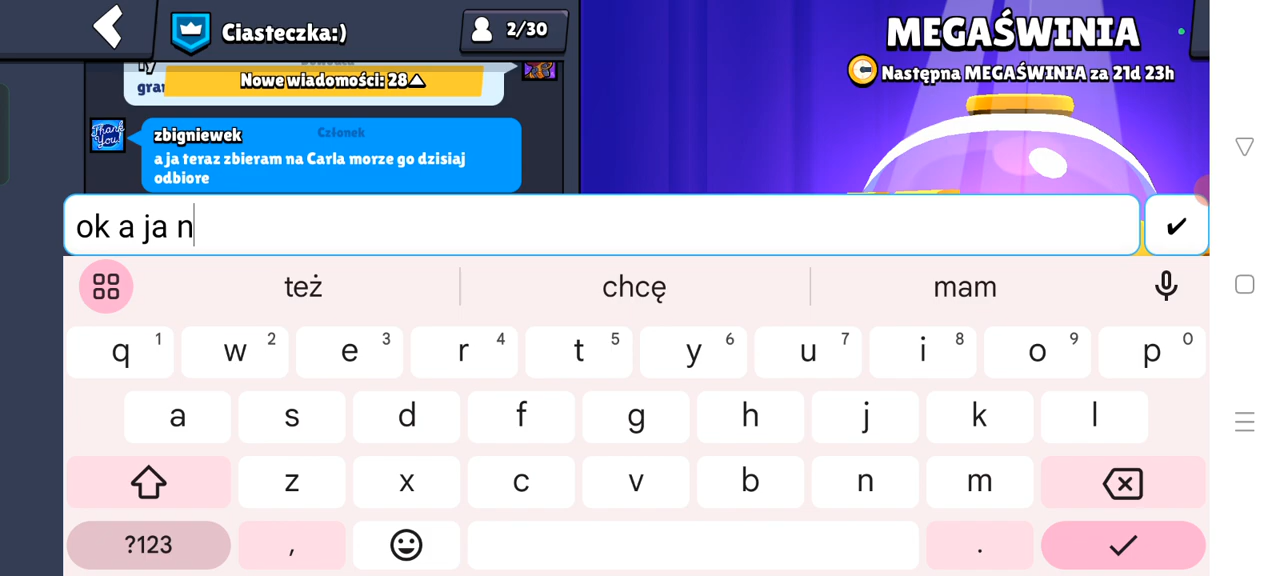 Ciasteczka:)
2/30
MEGAŚWINIA
Następna MEGAŚWINIA za 21d 23h
Ty
Nowe wiadomości: 28
gran
zbigniewek
Członek
a ja teraz zbieram na Carla morze go dzisiaj
odbiore
ok a ja n
też chcę mam
q 1 w 2 e 3 r 4 t 5 y 6 u 7 i 8 o 9 p 0
a s d f g h j k l
z x c v b n m
?123 , .